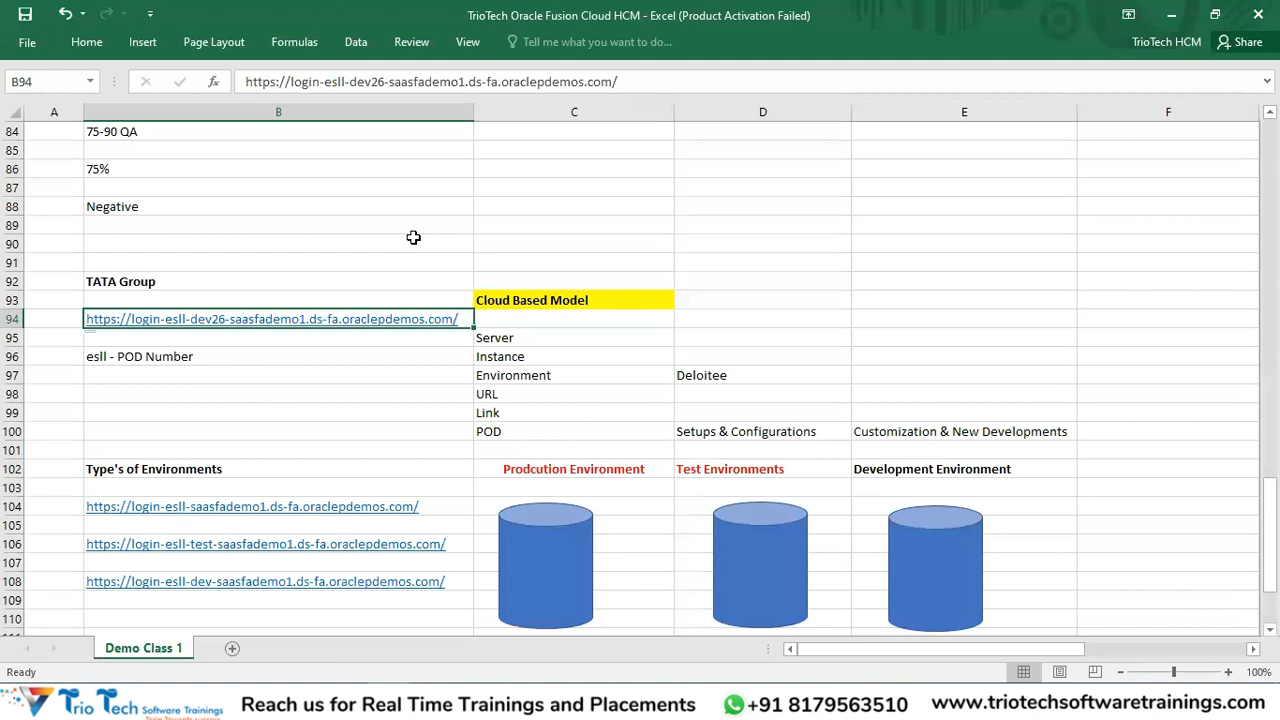 TrioTech Oracle Fusion Cloud HCM - Excel (Product Activation Failed)
File Home Insert Page Layout Formulas Data Review View Tell me what you want to do... TrioTech HCM Share
B94 fx https://login-esll-dev26-saasfademo1.ds-fa.oraclepdemos.com/
A B C D E F
84 75-90 QA
85
86 75%
87
88 Negative
89
90
91
92 TATA Group
93 Cloud Based Model
94 https://login-esll-dev26-saasfademo1.ds-fa.oraclepdemos.com/
95 Server
96 esll - POD Number Instance
97 Environment Deloitee
98 URL
99 Link
100 POD Setups & Configurations Customization & New Developments
101
102 Type's of Environments Prodcution Environment Test Environments Development Environment
103
104 https://login-esll-saasfademo1.ds-fa.oraclepdemos.com/
105
106 https://login-esll-test-saasfademo1.ds-fa.oraclepdemos.com/
107
108 https://login-esll-dev-saasfademo1.ds-fa.oraclepdemos.com/
109
110
Demo Class 1
Ready 100%
Trio Tech Software Trainings Reach us for Real Time Trainings and Placements +91 8179563510 www.triotechsoftwaretrainings.com
Trio Towards success